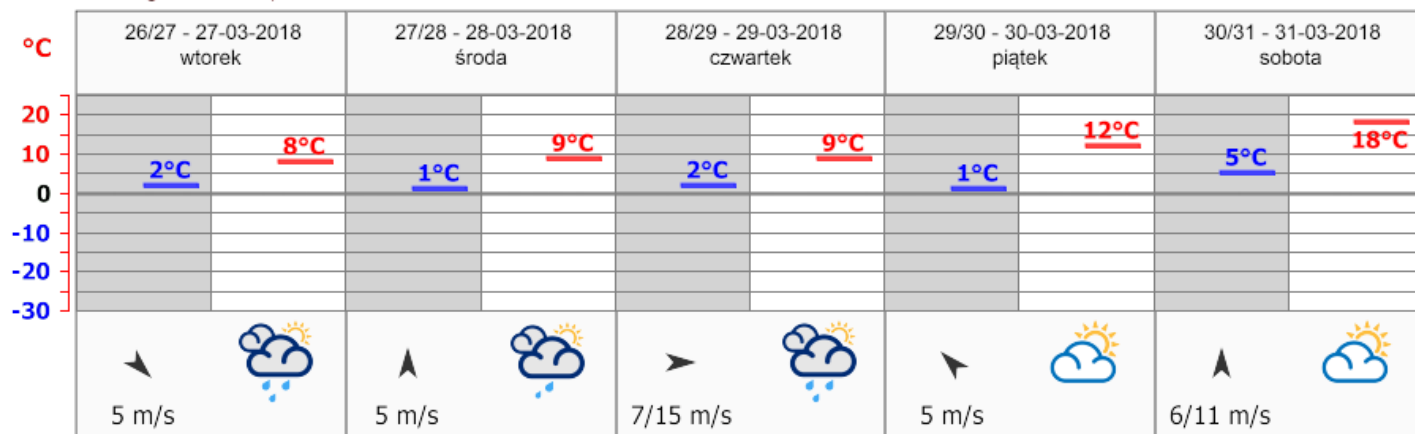 °C
26/27 - 27-03-2018
wtorek
27/28 - 28-03-2018
środa
28/29 - 29-03-2018
czwartek
29/30 - 30-03-2018
piątek
30/31 - 31-03-2018
sobota
20
10
0
-10
-20
-30
2°C
8°C
1°C
9°C
2°C
9°C
1°C
12°C
5°C
18°C
5 m/s
5 m/s
7/15 m/s
5 m/s
6/11 m/s